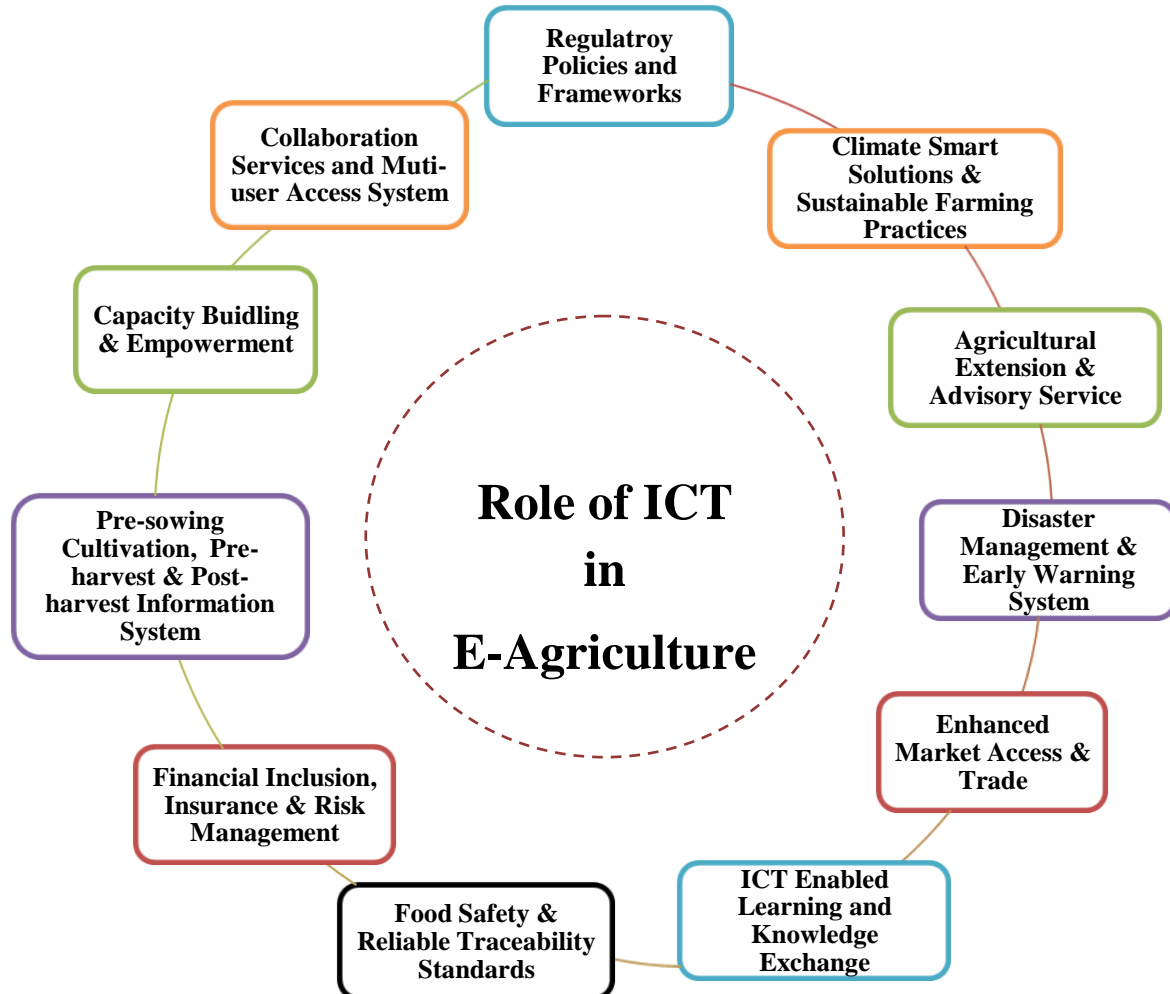 Regulatroy
Policies and
Frameworks
Climate Smart
Solutions &
Sustainable Farming
Practices
Agricultural
Extension &
Advisory Service
Disaster
Management &
Early Warning
System
Enhanced
Market Access &
Trade
ICT Enabled
Learning and
Knowledge
Exchange
Food Safety &
Reliable Traceability
Standards
Financial Inclusion,
Insurance & Risk
Management
Pre-sowing
Cultivation, Pre-
harvest & Post-
harvest Information
System
Capacity Buidling
& Empowerment
Collaboration
Services and Muti-
user Access System
Role of ICT
in
E-Agriculture